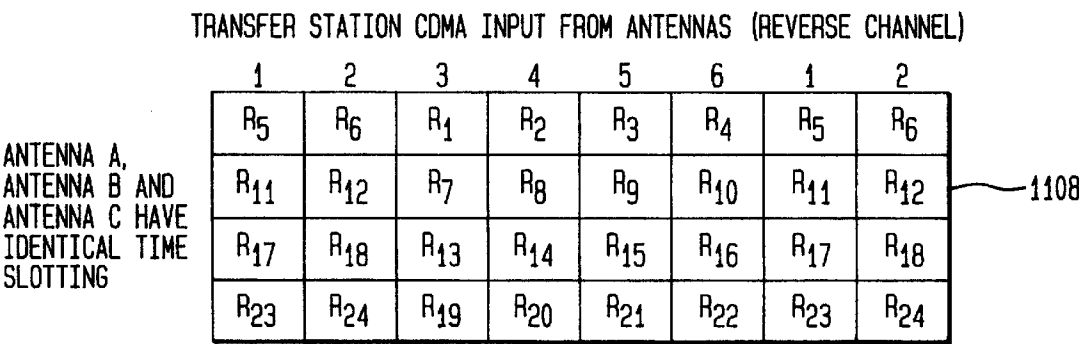 TRANSFER STATION CDMA INPUT FROM ANTENNAS (REVERSE CHANNEL)
1 2 3 4 5 6 1 2
R5 R6 R1 R2 R3 R4 R5 R6
R11 R12 R7 R8 R9 R10 R11 R12
R17 R18 R13 R14 R15 R16 R17 R18
R23 R24 R19 R20 R21 R22 R23 R24
ANTENNA A,
ANTENNA B AND
ANTENNA C HAVE
IDENTICAL TIME
SLOTTING
1108